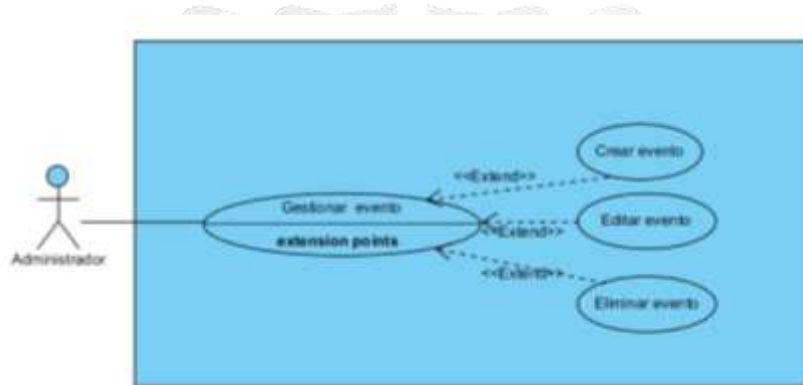 Crear evento
<<Extend>>
Gestionar evento
Editar evento
<<Extend>>
extension points
Administrador
<<Extend>>
Eliminar evento